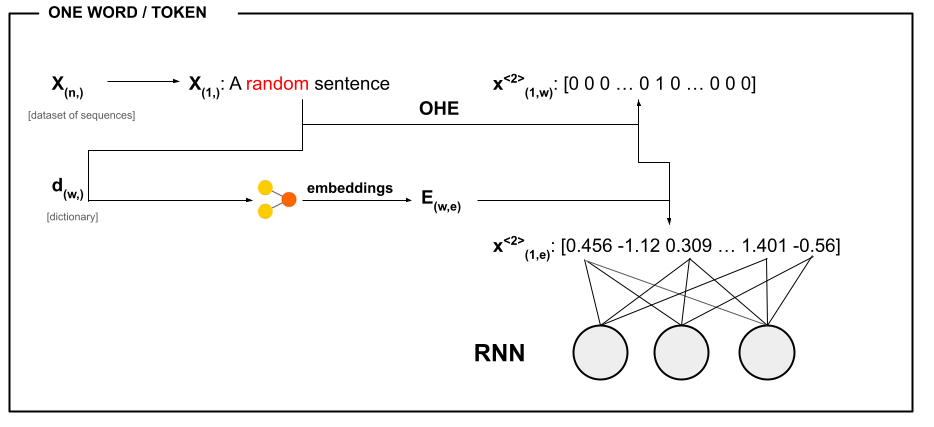 ONE WORD / TOKEN
X(n,)
X(1,): A random sentence
x<2>(1,w): [0 0 0 … 0 1 0 … 0 0 0]
[dataset of sequences]
OHE
d(w,)
embeddings
E(w,e)
[dictionary]
x<2>(1,e): [0.456 -1.12 0.309 … 1.401 -0.56]
RNN